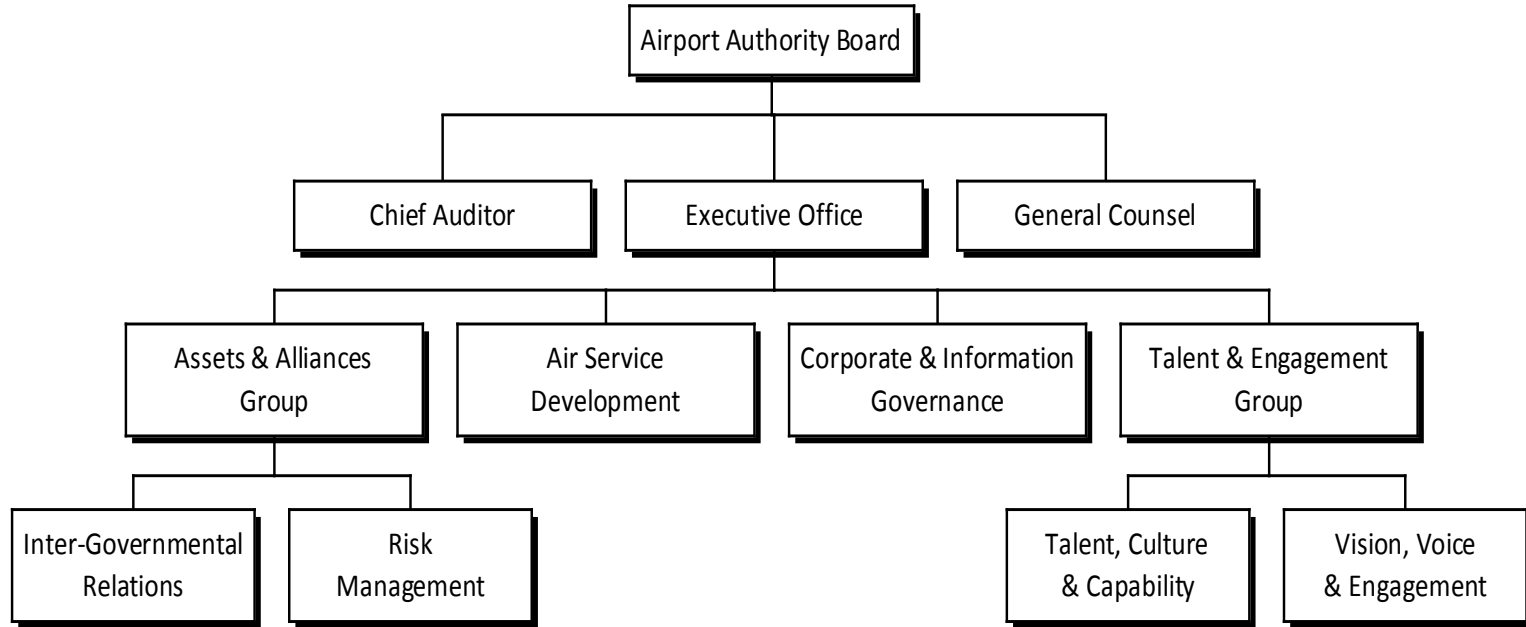 Airport Authority Board
Chief Auditor
Executive Office
General Counsel
Assets & Alliances
Group
Air Service
Development
Corporate & Information
Governance
Talent & Engagement
Group
Inter-Governmental
Relations
Risk
Management
Talent, Culture
& Capability
Vision, Voice
& Engagement